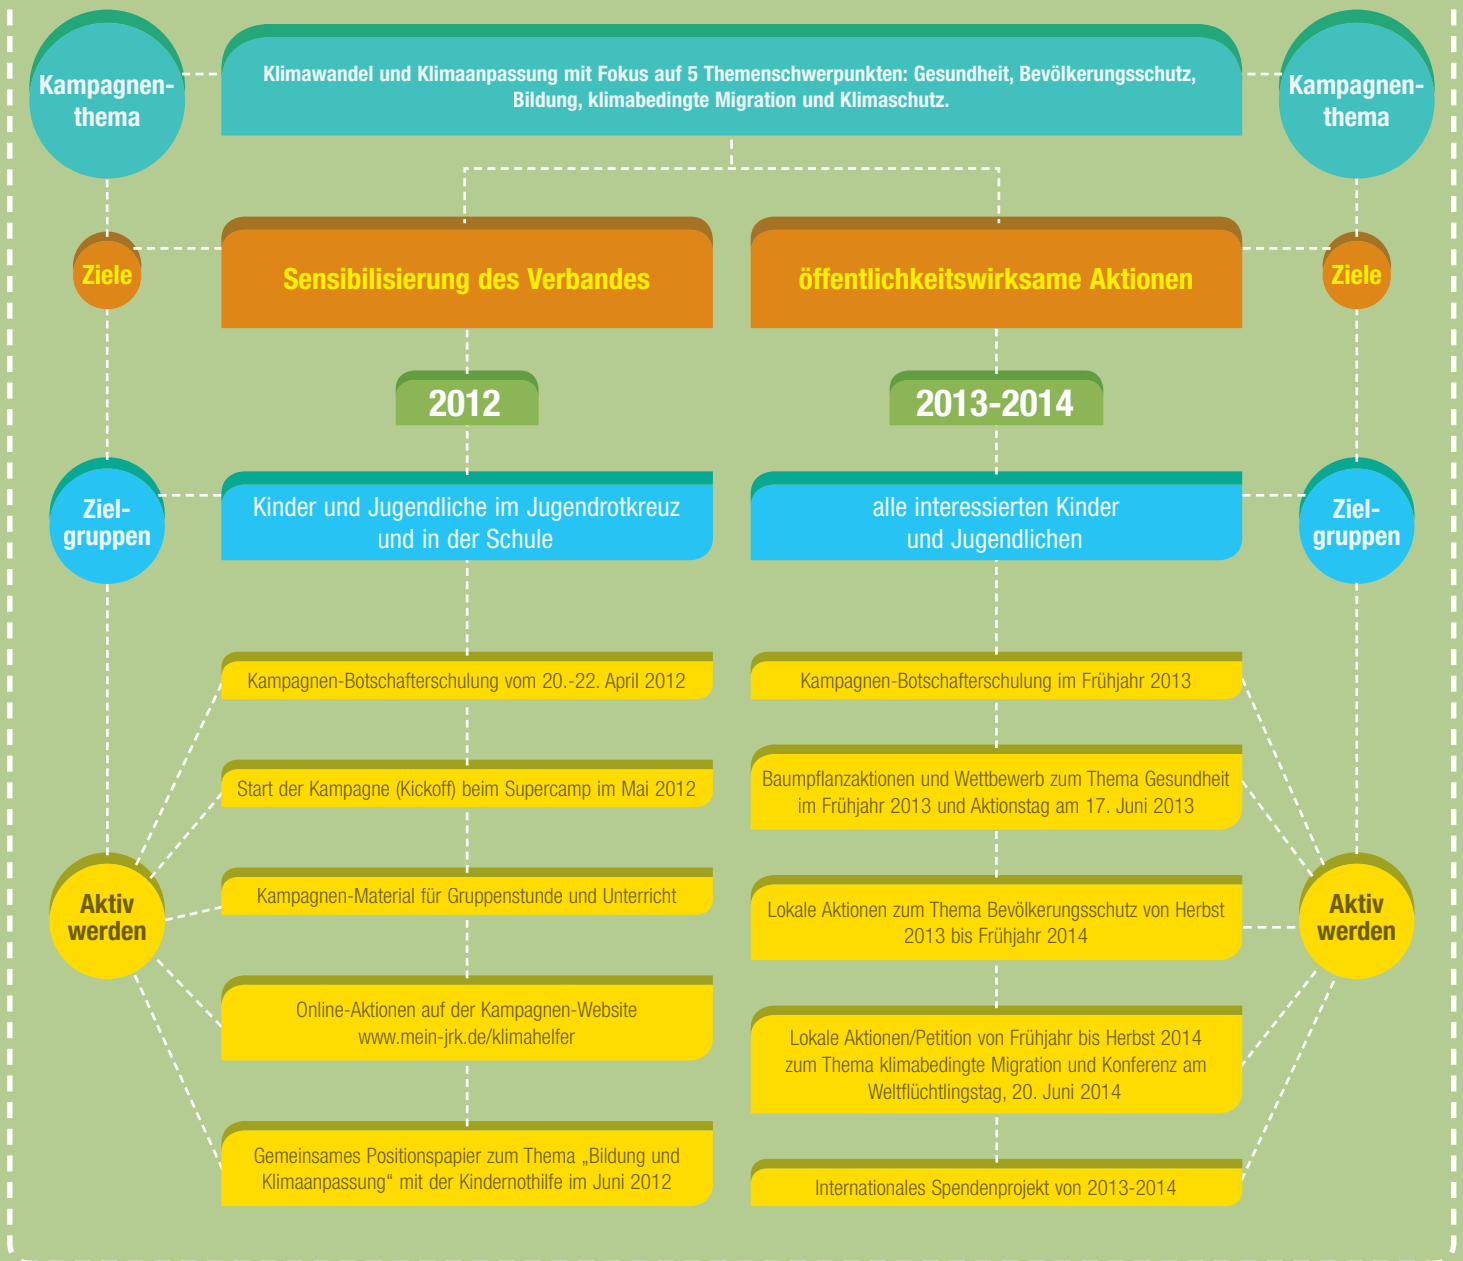 Kampagnen-
thema
Klimawandel und Klimaanpassung mit Fokus auf 5 Themenschwerpunkten: Gesundheit, Bevölkerungsschutz,
Bildung, klimabedingte Migration und Klimaschutz.
Kampagnen-
thema
Ziele
Sensibilisierung des Verbandes
öffentlichkeitswirksame Aktionen
Ziele
2012
2013-2014
Ziel-
gruppen
Kinder und Jugendliche im Jugendrotkreuz
und in der Schule
alle interessierten Kinder
und Jugendlichen
Ziel-
gruppen
Aktiv
werden
Kampagnen-Botschafterschulung vom 20.-22. April 2012
Start der Kampagne (Kickoff) beim Supercamp im Mai 2012
Kampagnen-Material für Gruppenstunde und Unterricht
Online-Aktionen auf der Kampagnen-Website
www.mein-jrk.de/klimahelfer
Gemeinsames Positionspapier zum Thema „Bildung und
Klimaanpassung“ mit der Kindernothilfe im Juni 2012
Kampagnen-Botschafterschulung im Frühjahr 2013
Baumpflanzaktionen und Wettbewerb zum Thema Gesundheit
im Frühjahr 2013 und Aktionstag am 17. Juni 2013
Lokale Aktionen zum Thema Bevölkerungsschutz von Herbst
2013 bis Frühjahr 2014
Lokale Aktionen/Petition von Frühjahr bis Herbst 2014
zum Thema klimabedingte Migration und Konferenz am
Weltflüchtlingstag, 20. Juni 2014
Internationales Spendenprojekt von 2013-2014
Aktiv
werden